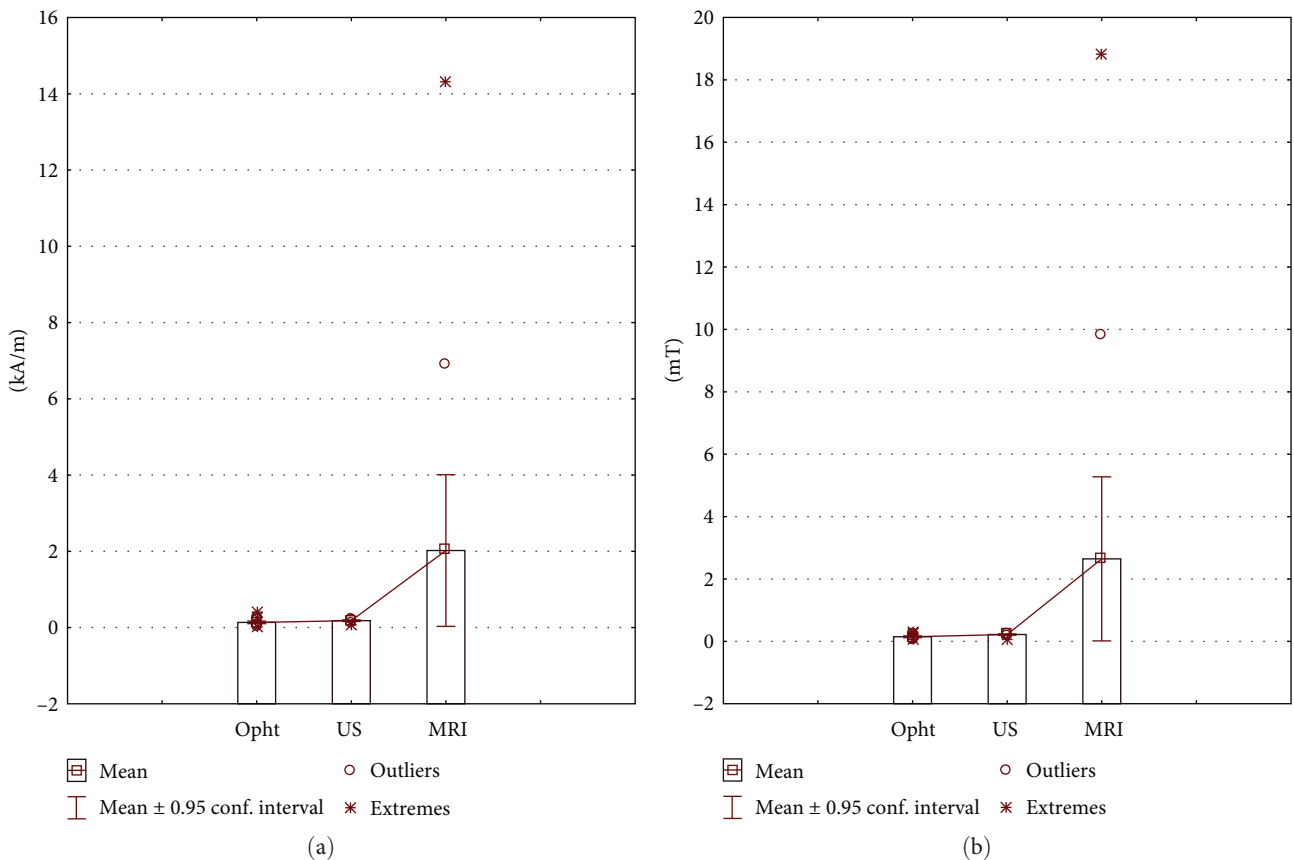 16
14
12
10
8
6
4
2
0
–2
(kA/m)
Opht US MRI
Mean
Outliers
Mean ± 0.95 conf. interval
Extremes
(a)
20
18
16
14
12
10
8
6
4
2
0
–2
(mT)
Opht US MRI
Mean
Outliers
Mean ± 0.95 conf. interval
Extremes
(b)